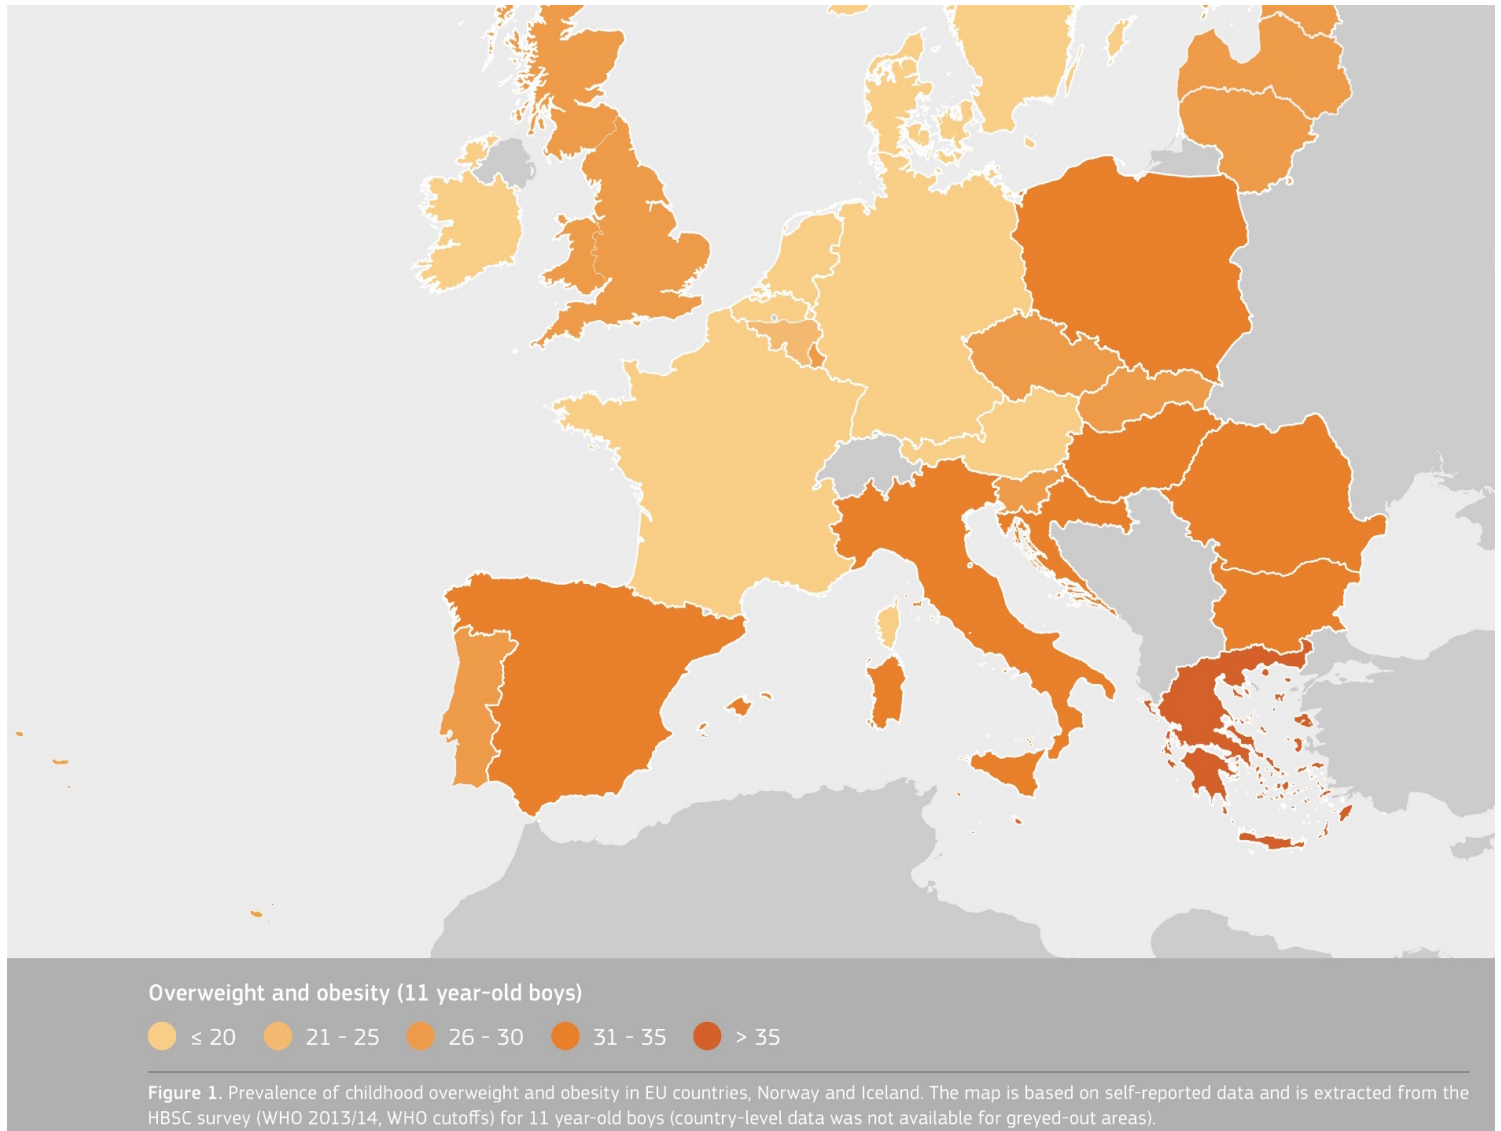 Overweight and obesity (11 year-old boys)
≤ 20 21 - 25 26 - 30 31 - 35 > 35
Figure 1. Prevalence of childhood overweight and obesity in EU countries, Norway and Iceland. The map is based on self-reported data and is extracted from the
HBSC survey (WHO 2013/14, WHO cutoffs) for 11 year-old boys (country-level data was not available for greyed-out areas).